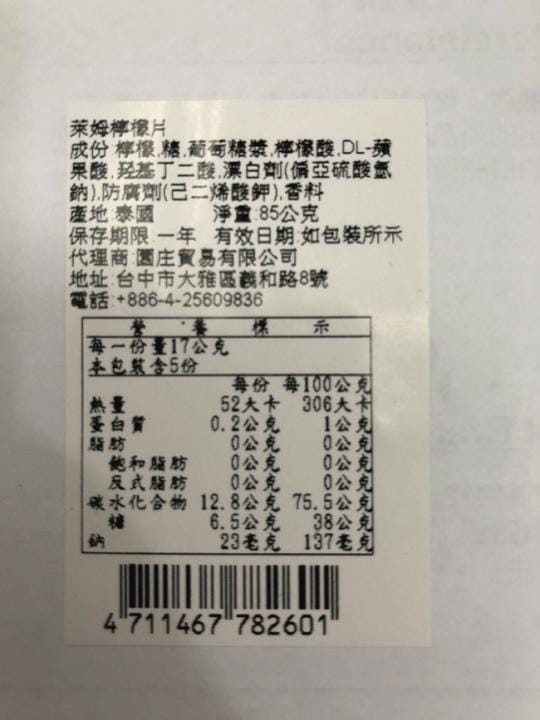 萊姆檸檬片
成份:檸檬,糖,葡萄糖漿,檸檬酸,DL-蘋
果酸,羥基丁二酸,漂白劑(偏亞硫酸氫
鈉),防腐劑(己二烯酸鉀),香料
產地:泰國 淨重:85公克
保存期限:一年 有效日期:如包裝所示
代理商:園庄貿易有限公司
地址:台中市大雅區義和路8號
電話:+886-4-25609836
營養標示
每一份量17公克
本包裝含5份
每份 每100公克
熱量 52大卡 306大卡
蛋白質 0.2公克 1公克
脂肪 0公克 0公克
飽和脂肪 0公克 0公克
反式脂肪 0公克 0公克
碳水化合物 12.8公克 75.5公克
糖 6.5公克 38公克
鈉 23毫克 137毫克
4 711467 782601